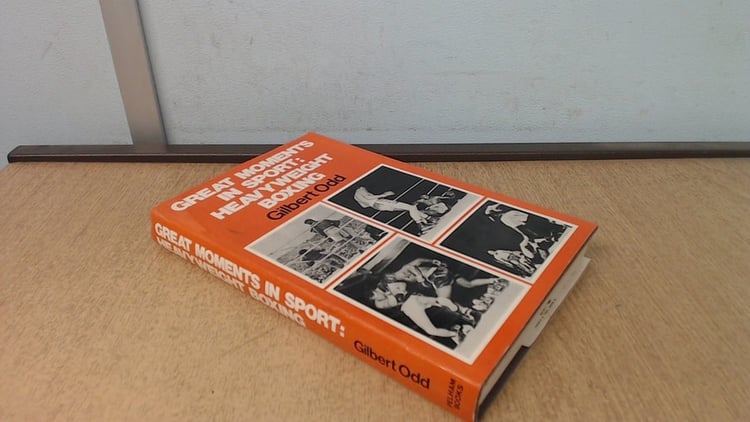 GREAT MOMENTS
IN SPORT:
HEAVYWEIGHT
BOXING
Gilbert Odd
GREAT MOMENTS IN SPORT:
HEAVYWEIGHT BOXING
Gilbert Odd
PELHAM
BOOKS